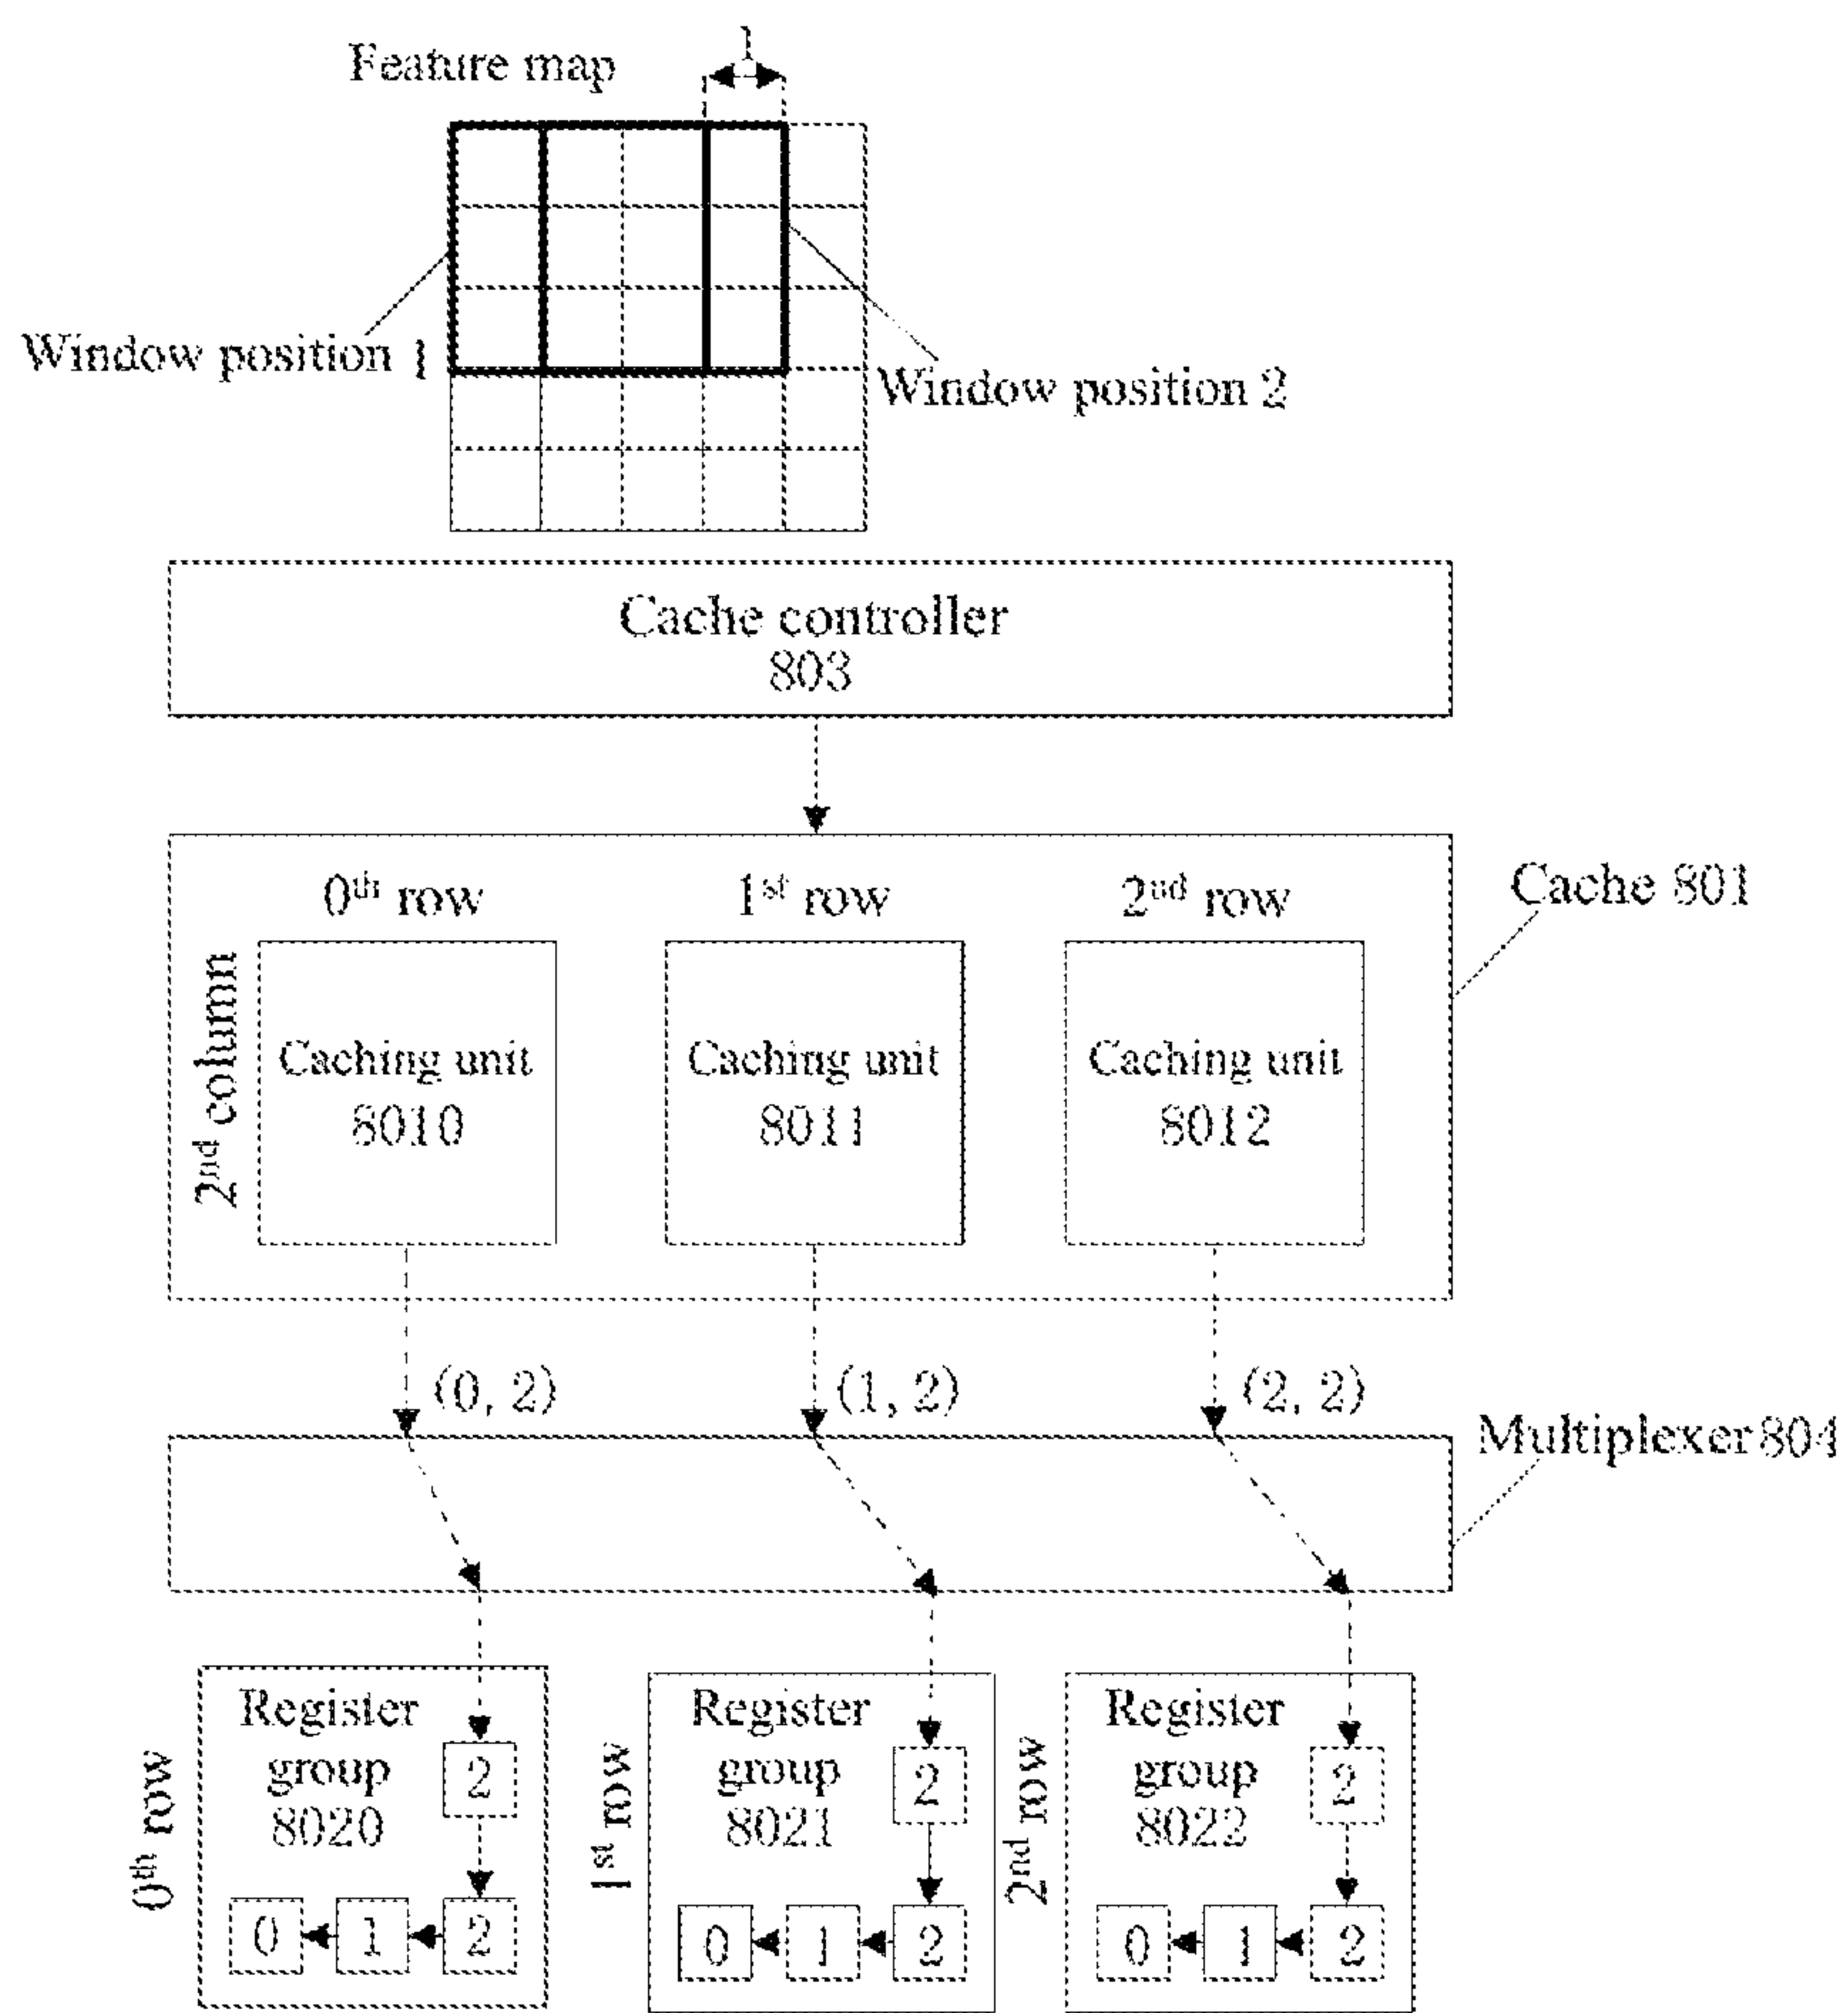 1
Feature map
Window position 1
Window position 2
Cache controller
803
0th row
1st row
2nd row
Cache 801
2nd column
Caching unit
8010
Caching unit
8011
Caching unit
8012
(0, 2)
(1, 2)
(2, 2)
Multiplexer 804
0th row
Register
group
8020
2
0
1
2
1st row
Register
group
8021
2
0
1
2
2nd row
Register
group
8022
2
0
1
2